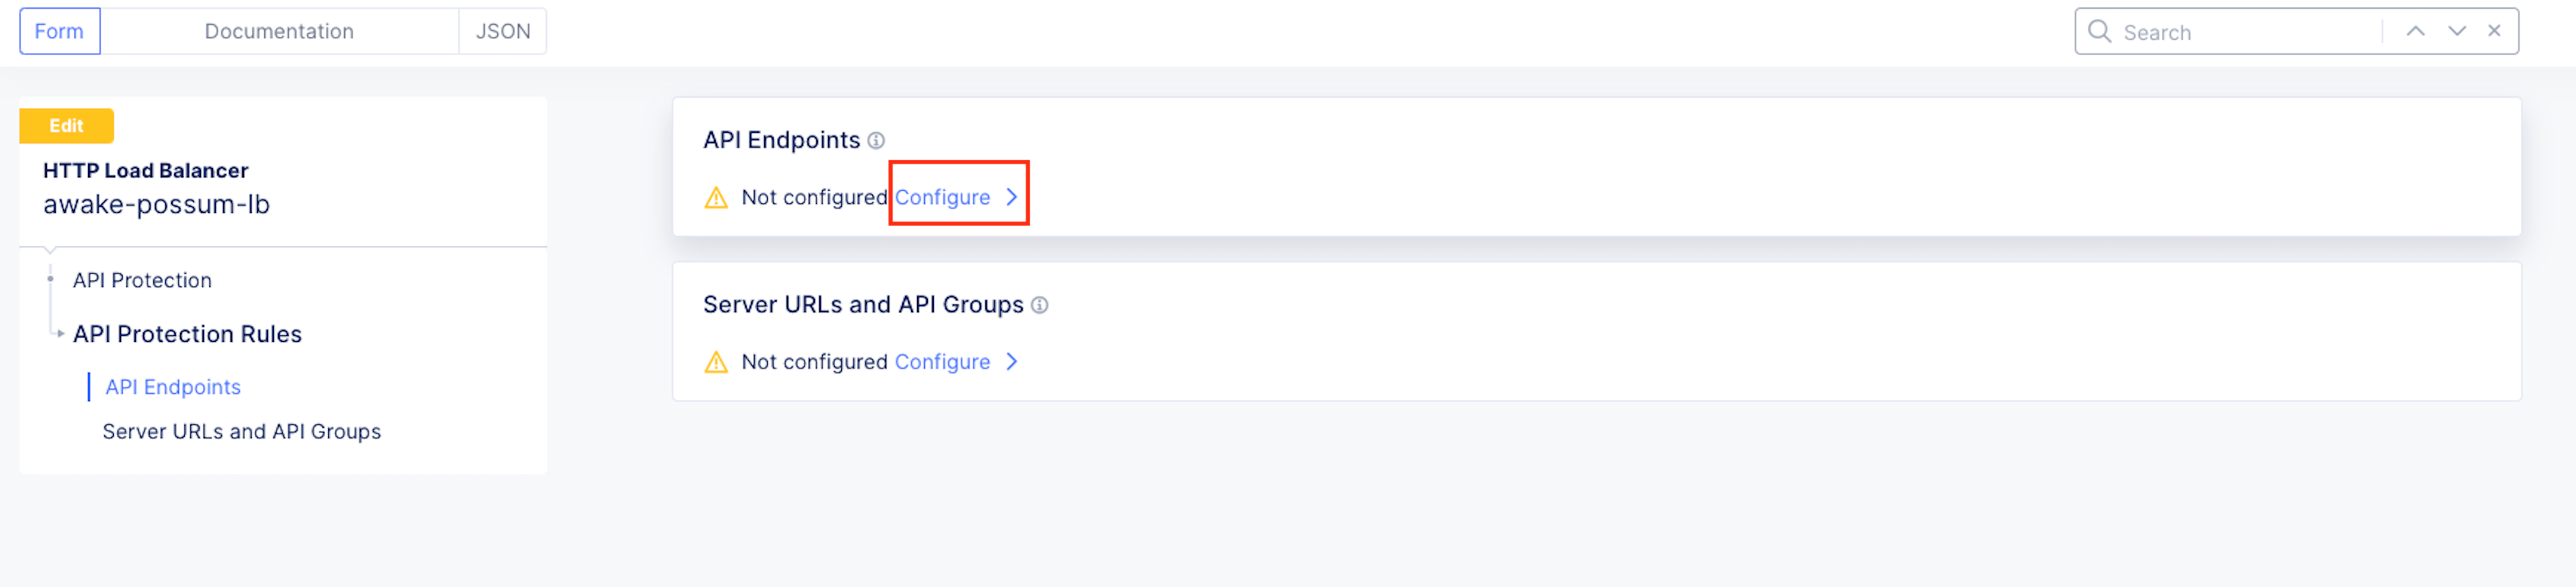 Form
Documentation
JSON
Search
Edit
HTTP Load Balancer
awake-possum-lb
API Protection
API Protection Rules
API Endpoints
Server URLs and API Groups
API Endpoints
Not configured Configure
Server URLs and API Groups
Not configured Configure